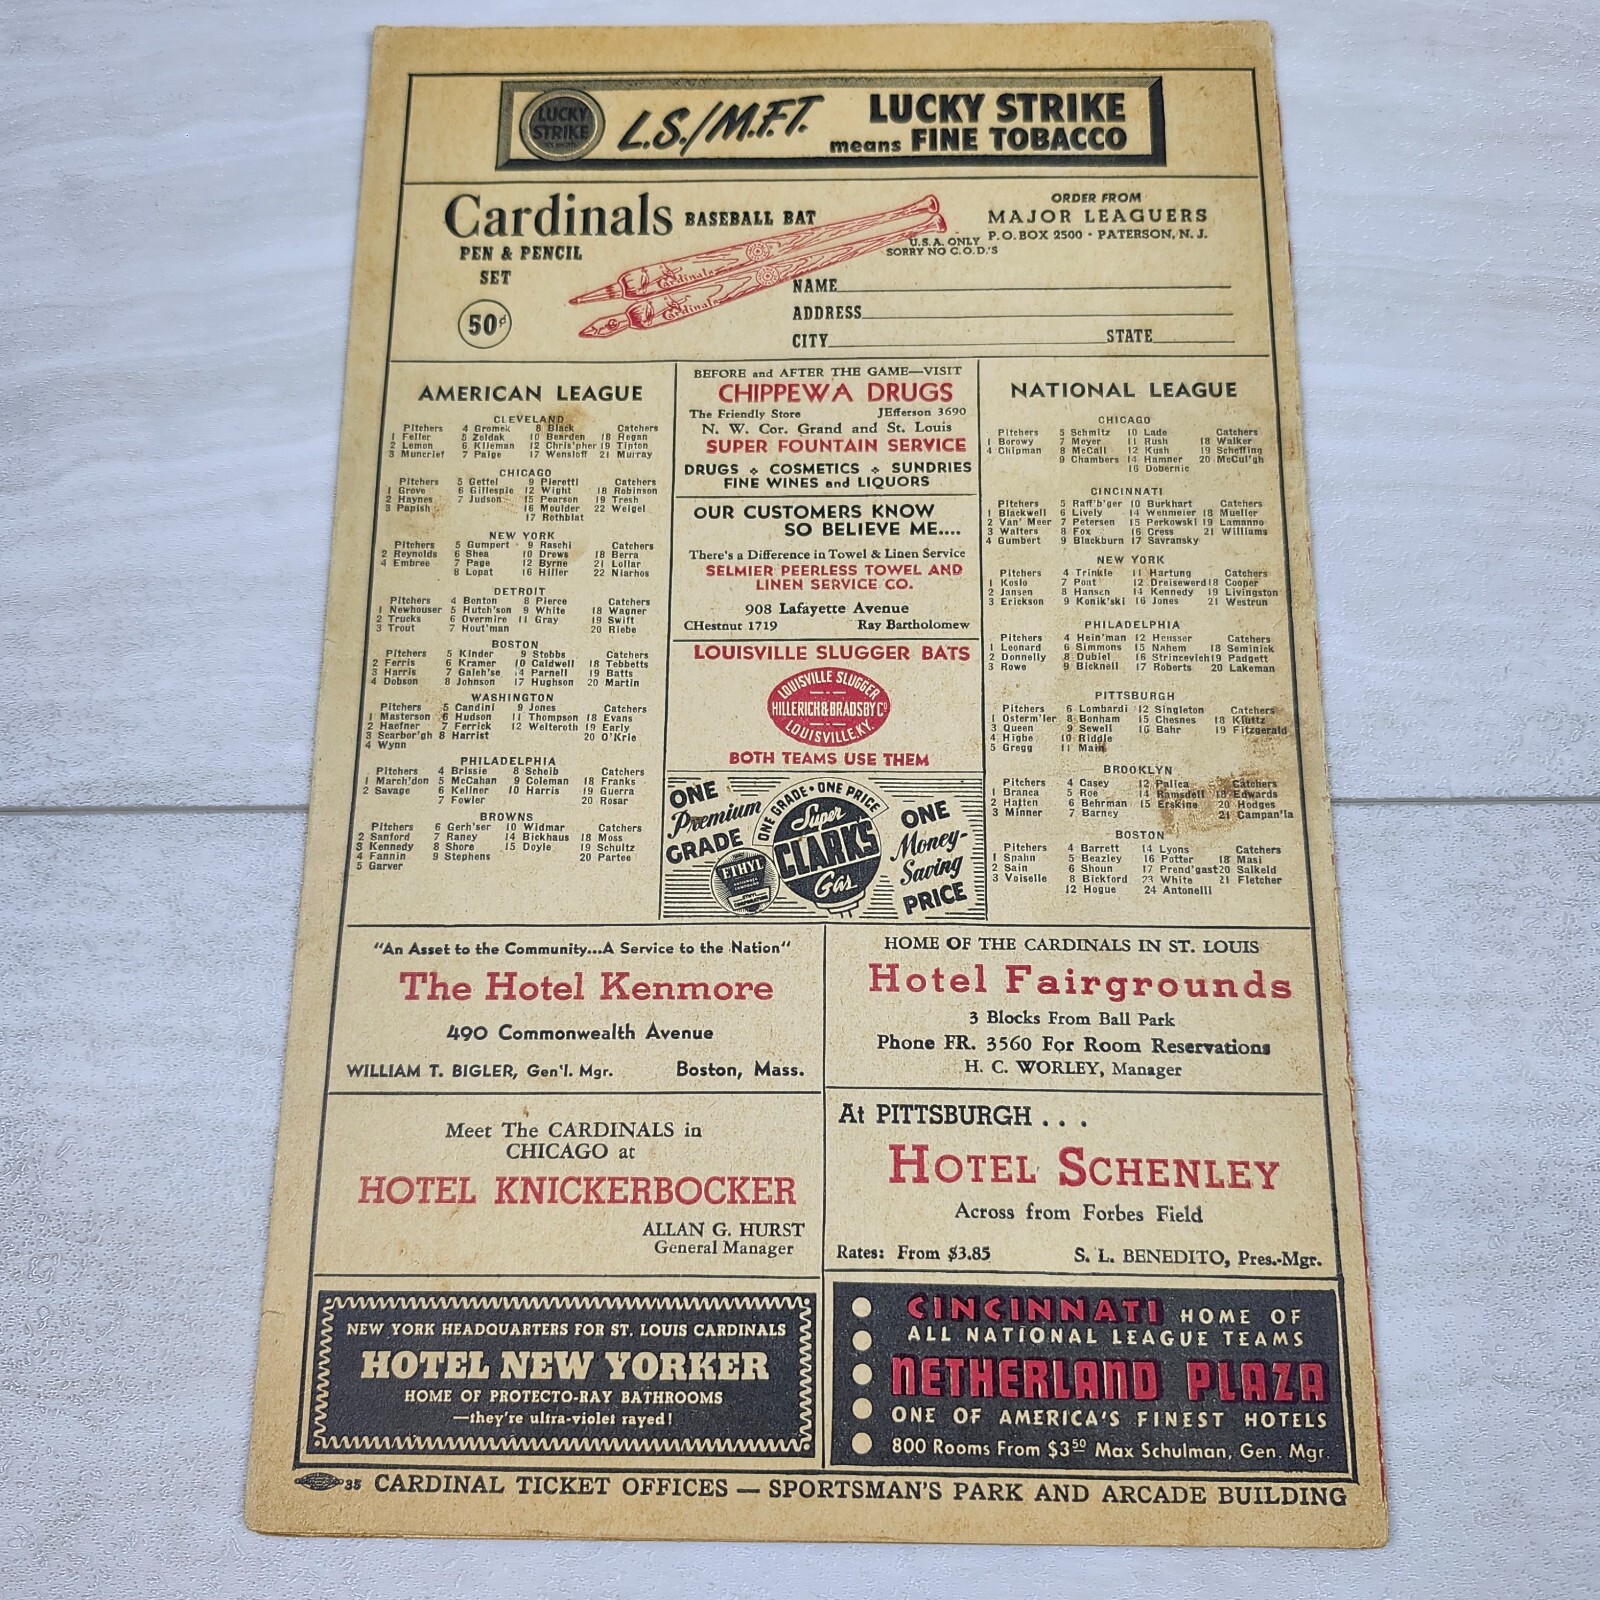 LUCKY STRIKE
L.S./M.F.T.
LUCKY STRIKE
means FINE TOBACCO
Cardinals BASEBALL BAT
PEN & PENCIL
SET
50¢
ORDER FROM
MAJOR LEAGUERS
P.O. BOX 2500 · PATERSON, N. J.
U.S.A. ONLY
SORRY NO C.O.D.'S
Cardinals
Cardinals
NAME
ADDRESS
CITY STATE
AMERICAN LEAGUE
CLEVELAND
Pitchers 4 Gromek 8 Black Catchers
1 Feller 5 Zoldak 10 Bearden 18 Hegan
2 Lemon 6 Klieman 12 Chris'pher 19 Tinton
3 Muncrief 7 Paige 17 Wensloff 21 Murray
CHICAGO
Pitchers 5 Gettel 9 Pieretti Catchers
1 Grove 6 Gillespie 12 Wight 18 Robinson
2 Haynes 7 Judson 15 Pearson 19 Tresh
3 Papish 16 Moulder 22 Weigel
17 Rothblat
NEW YORK
Pitchers 5 Gumpert 9 Raschi Catchers
2 Reynolds 6 Shea 10 Drews 18 Berra
4 Embree 7 Page 12 Byrne 21 Lollar
8 Lopat 16 Hiller 22 Niarhos
DETROIT
Pitchers 4 Benton 8 Pierce Catchers
1 Newhouser 5 Hutch'son 9 White 18 Wagner
2 Trucks 6 Overmire 11 Gray 19 Swift
3 Trout 7 Hout'man 20 Riebe
BOSTON
Pitchers 5 Kinder 9 Stobbs Catchers
2 Ferris 6 Kramer 10 Caldwell 18 Tebbetts
3 Harris 7 Galeh'se 14 Parnell 19 Batts
4 Dobson 8 Johnson 17 Hughson 20 Martin
WASHINGTON
Pitchers 5 Candini 9 Jones Catchers
1 Masterson 6 Hudson 11 Thompson 18 Evans
2 Haefner 7 Ferrick 12 Welteroth 19 Early
3 Scarbor'gh 8 Harrist 20 O'Krie
4 Wynn
PHILADELPHIA
Pitchers 4 Brissie 8 Scheib Catchers
1 March'don 5 McCahan 9 Coleman 18 Franks
2 Savage 6 Kellner 10 Harris 19 Guerra
7 Fowler 20 Rosar
BROWNS
Pitchers 6 Gerh'ser 10 Widmar Catchers
2 Sanford 7 Raney 14 Bickhaus 18 Moss
3 Kennedy 8 Shore 15 Doyle 19 Schultz
4 Fannin 9 Stephens 20 Partee
5 Garver
BEFORE and AFTER THE GAME—VISIT
CHIPPEWA DRUGS
The Friendly Store JEfferson 3690
N. W. Cor. Grand and St. Louis
SUPER FOUNTAIN SERVICE
DRUGS COSMETICS SUNDRIES
FINE WINES and LIQUORS
OUR CUSTOMERS KNOW
SO BELIEVE ME....
There's a Difference in Towel & Linen Service
SELMIER PEERLESS TOWEL AND
LINEN SERVICE CO.
908 Lafayette Avenue
CHestnut 1719 Ray Bartholomew
LOUISVILLE SLUGGER BATS
LOUISVILLE SLUGGER
HILLERICH & BRADSBY Co
LOUISVILLE, KY.
BOTH TEAMS USE THEM
ONE
Premium
GRADE
ETHYL
ONE GRADE · ONE PRICE
Super
CLARK'S
Gas
ONE
Money-
Saving
PRICE
NATIONAL LEAGUE
CHICAGO
Pitchers 5 Schmitz 10 Lade Catchers
1 Borowy 7 Meyer 11 Rush 18 Walker
4 Chipman 8 McCall 12 Kush 19 Scheffing
9 Chambers 14 Hamner 20 McCul'gh
16 Dobernic
CINCINNATI
Pitchers 5 Raff'b'ger 10 Burkhart Catchers
1 Blackwell 6 Lively 14 Wehmeier 18 Mueller
2 Van' Meer 7 Petersen 15 Perkowski 19 Lamanno
3 Walters 8 Fox 16 Cress 21 Williams
4 Gumbert 9 Blackburn 17 Savransky
NEW YORK
Pitchers 4 Trinkle 11 Hartung Catchers
1 Koslo 7 Poat 12 Dreisewerd 18 Cooper
2 Jansen 8 Hansen 14 Kennedy 19 Livingston
3 Erickson 9 Konik'ski 16 Jones 21 Westrun
PHILADELPHIA
Pitchers 4 Hein'man 12 Heusser Catchers
1 Leonard 6 Simmons 15 Nahem 18 Seminick
2 Donnelly 8 Dubiel 16 Strincevich 19 Padgett
3 Rowe 9 Bicknell 17 Roberts 20 Lakeman
PITTSBURGH
Pitchers 6 Lombardi 12 Singleton Catchers
1 Osterm'ler 8 Bonham 15 Chesnes 18 Kluttz
3 Queen 9 Sewell 16 Bahr 19 Fitzgerald
4 Higbe 10 Riddle
5 Gregg 11 Main
BROOKLYN
Pitchers 4 Casey 12 Palica Catchers
1 Branca 5 Roe 14 Ramsdell 18 Edwards
2 Hatten 6 Behrman 15 Erskine 20 Hodges
3 Minner 7 Barney 21 Campan'la
BOSTON
Pitchers 4 Barrett 14 Lyons Catchers
1 Spahn 5 Beazley 16 Potter 18 Masi
2 Sain 6 Shoun 17 Prend'gast 20 Salkeld
3 Voiselle 8 Bickford 23 White 21 Fletcher
12 Hogue 24 Antonelli
"An Asset to the Community...A Service to the Nation"
The Hotel Kenmore
490 Commonwealth Avenue
WILLIAM T. BIGLER, Gen'l. Mgr. Boston, Mass.
HOME OF THE CARDINALS IN ST. LOUIS
Hotel Fairgrounds
3 Blocks From Ball Park
Phone FR. 3560 For Room Reservations
H. C. WORLEY, Manager
Meet The CARDINALS in
CHICAGO at
HOTEL KNICKERBOCKER
ALLAN G. HURST
General Manager
At PITTSBURGH . . .
HOTEL SCHENLEY
Across from Forbes Field
Rates: From $3.85 S. L. BENEDITO, Pres.-Mgr.
NEW YORK HEADQUARTERS FOR ST. LOUIS CARDINALS
HOTEL NEW YORKER
HOME OF PROTECTO-RAY BATHROOMS
—they're ultra-violet rayed!
CINCINNATI HOME OF
ALL NATIONAL LEAGUE TEAMS
NETHERLAND PLAZA
ONE OF AMERICA'S FINEST HOTELS
800 Rooms From $3.50 Max Schulman, Gen. Mgr.
35 CARDINAL TICKET OFFICES — SPORTSMAN'S PARK AND ARCADE BUILDING